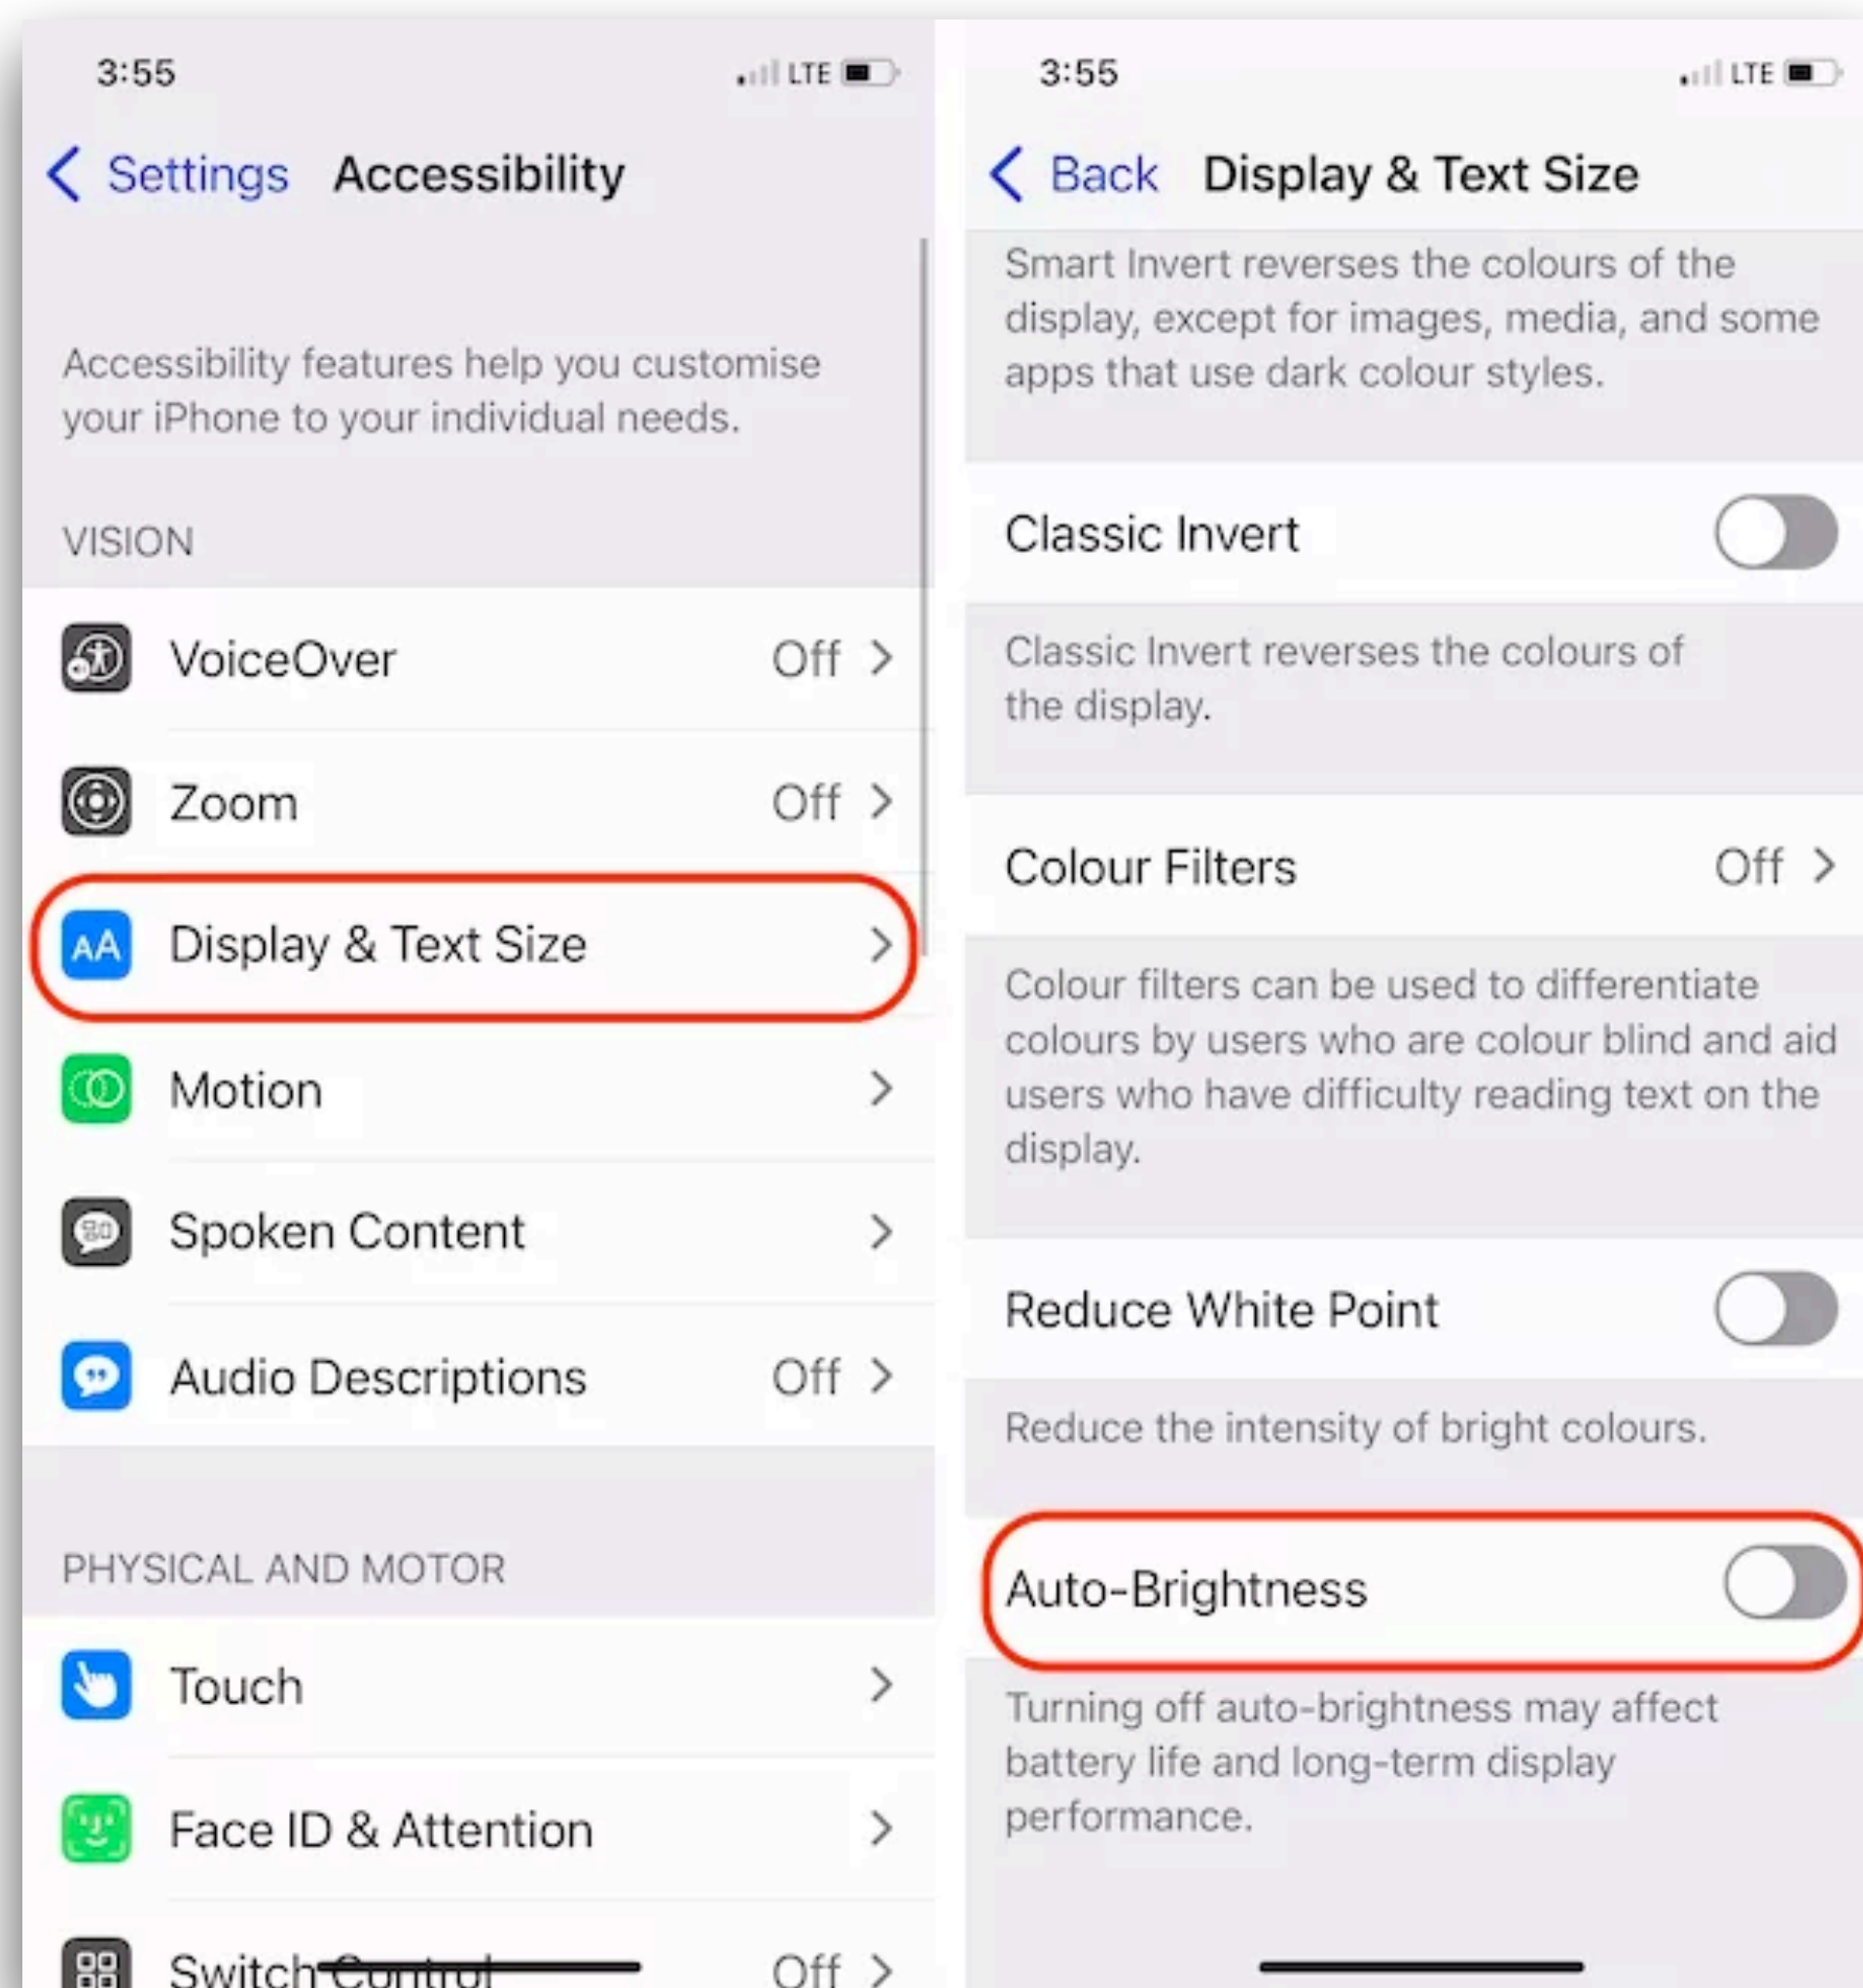 3:55
LTE
Settings
Accessibility
Accessibility features help you customise
your iPhone to your individual needs.
VISION
VoiceOver
Off
Zoom
Off
AA
Display & Text Size
Motion
Spoken Content
Audio Descriptions
Off
PHYSICAL AND MOTOR
Touch
Face ID & Attention
Switch Control
Off
3:55
LTE
Back
Display & Text Size
Smart Invert reverses the colours of the
display, except for images, media, and some
apps that use dark colour styles.
Classic Invert
Classic Invert reverses the colours of
the display.
Colour Filters
Off
Colour filters can be used to differentiate
colours by users who are colour blind and aid
users who have difficulty reading text on the
display.
Reduce White Point
Reduce the intensity of bright colours.
Auto-Brightness
Turning off auto-brightness may affect
battery life and long-term display
performance.